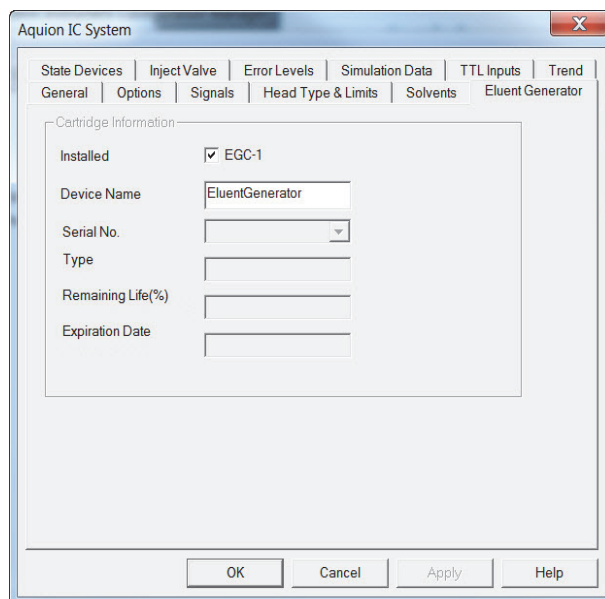 Aquion IC System
X
State Devices Inject Valve Error Levels Simulation Data TTL Inputs Trend
General Options Signals Head Type & Limits Solvents Eluent Generator
Cartridge Information
Installed EGC-1
Device Name EluentGenerator
Serial No.
Type
Remaining Life(%)
Expiration Date
OK Cancel Apply Help